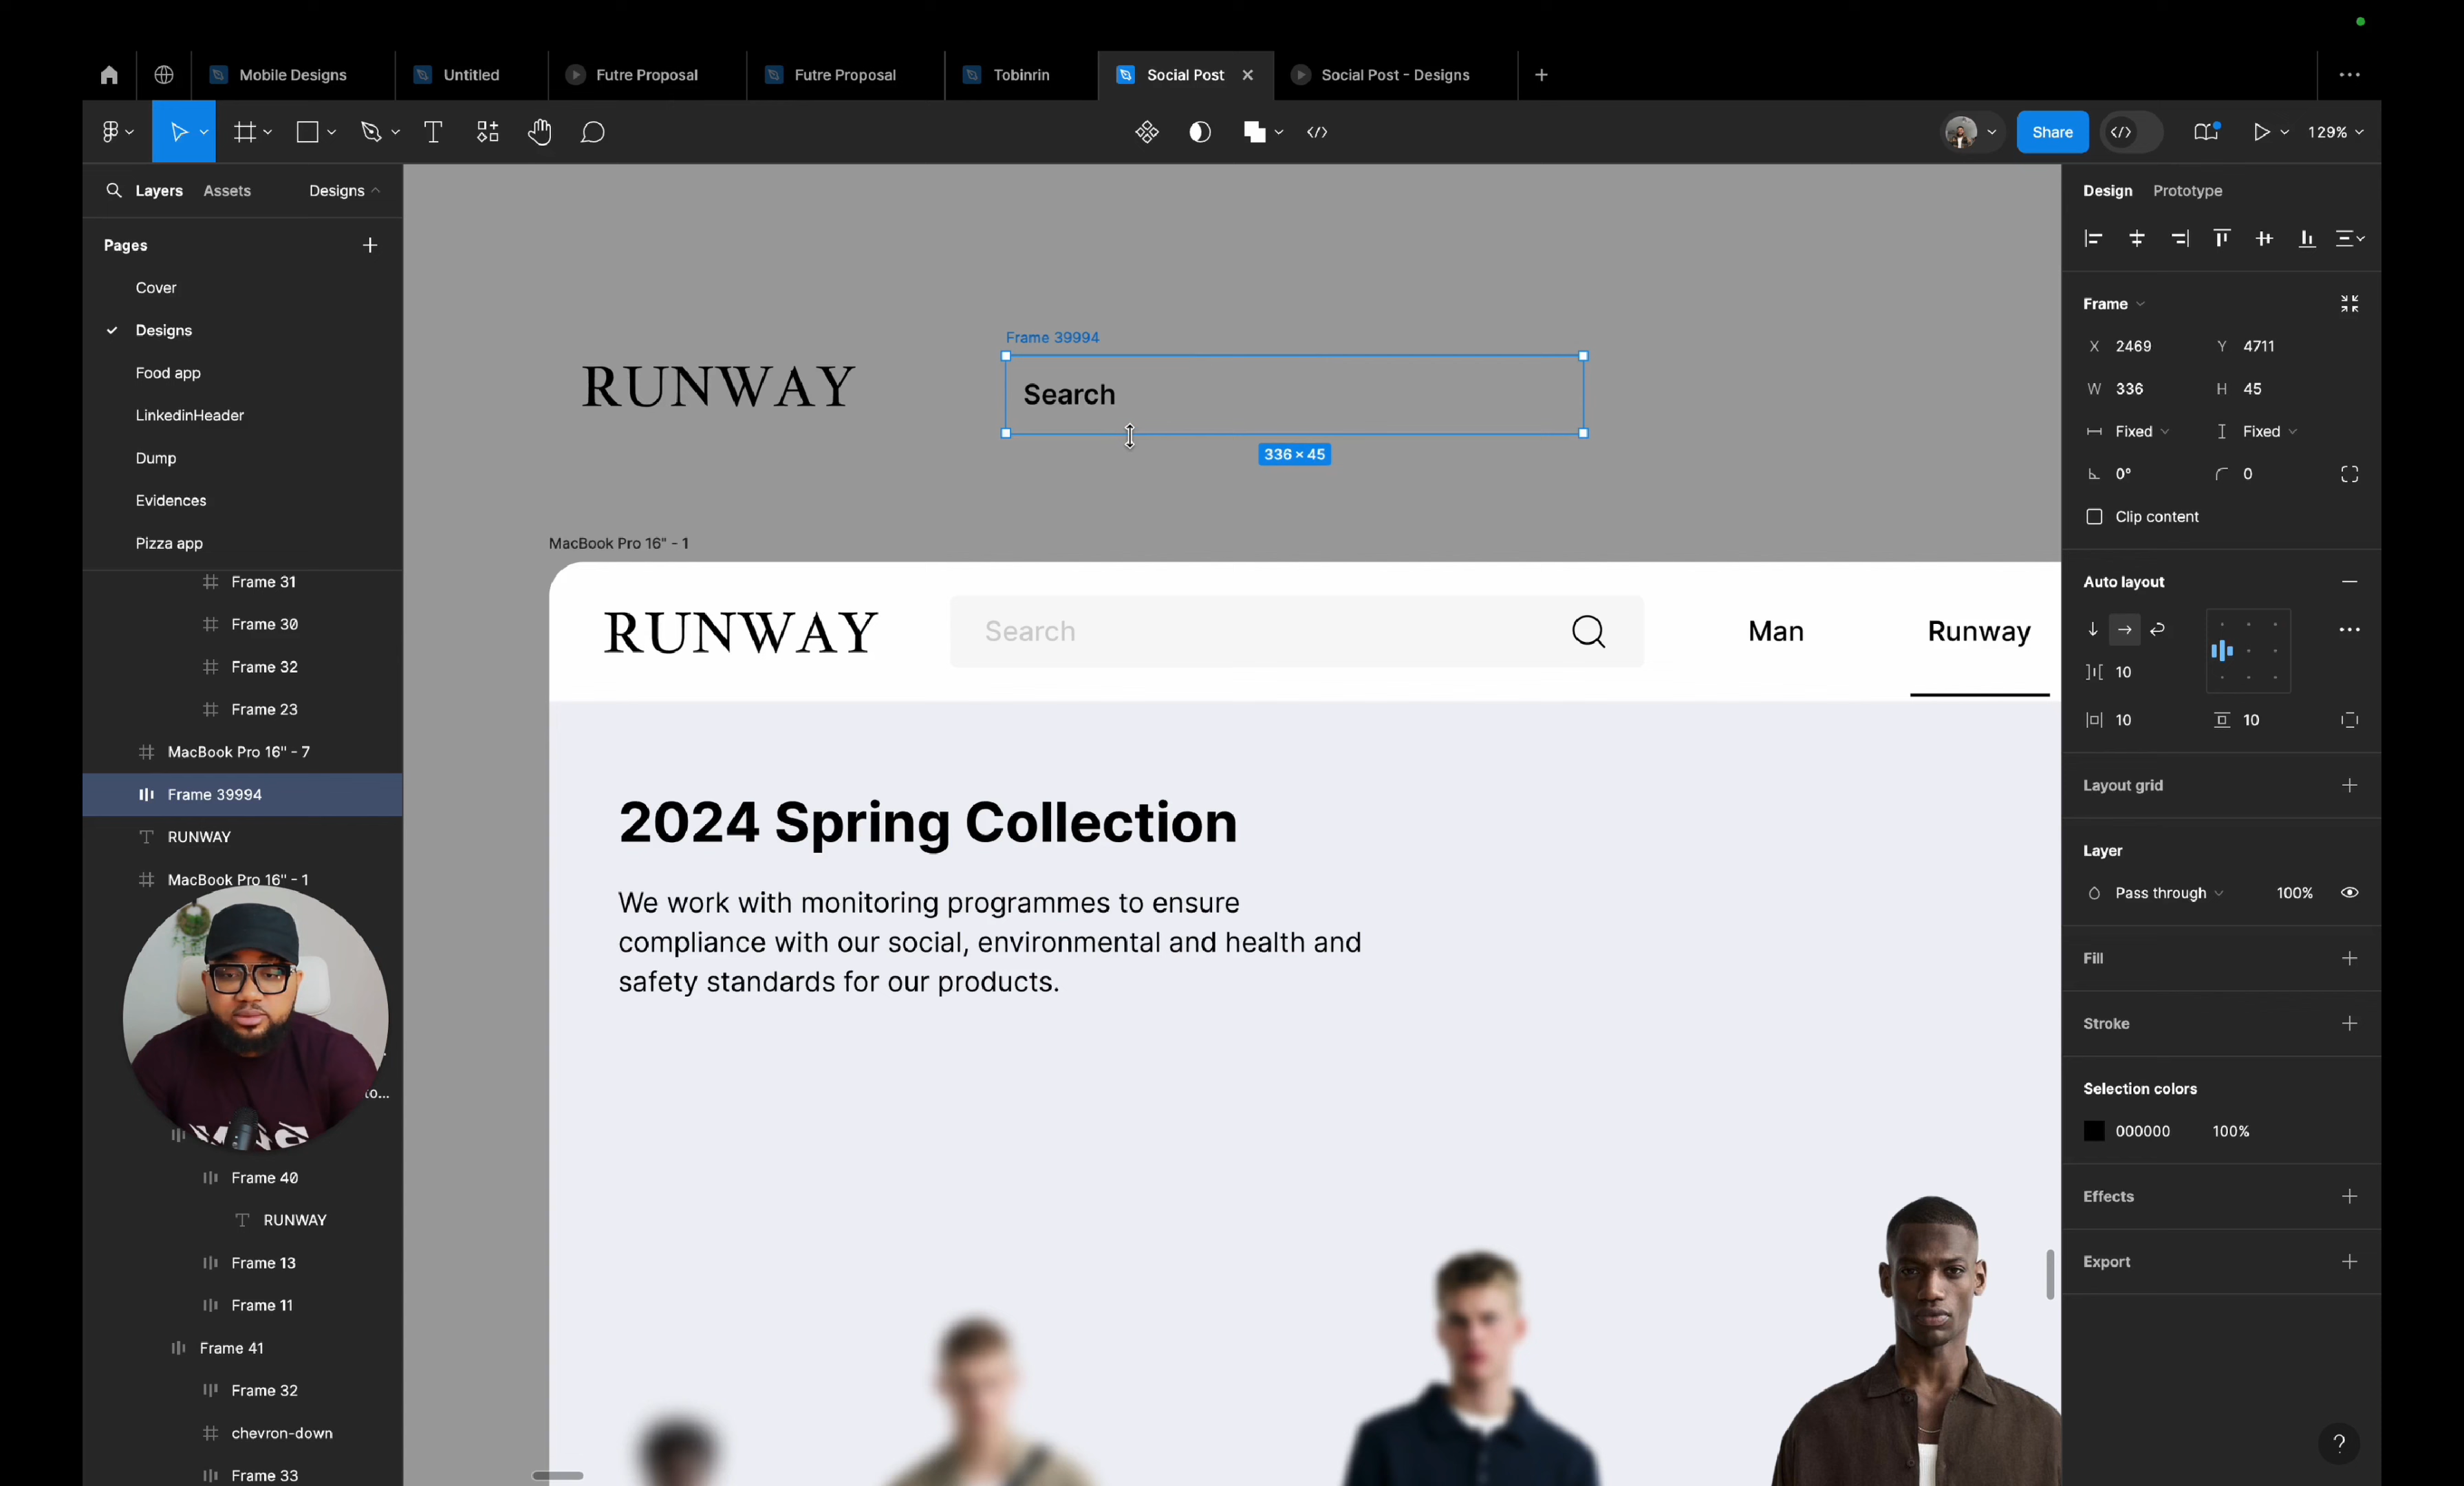 Mobile Designs
Untitled
Futre Proposal
Futre Proposal
Tobinrin
Social Post
Social Post - Designs
Share
129%
Layers
Assets
Designs
Pages
Cover
Designs
Food app
LinkedinHeader
Dump
Evidences
Pizza app
Frame 31
Frame 30
Frame 32
Frame 23
MacBook Pro 16" - 7
Frame 39994
RUNWAY
MacBook Pro 16" - 1
to...
Frame 40
RUNWAY
Frame 13
Frame 11
Frame 41
Frame 32
chevron-down
Frame 33
Frame 39994
RUNWAY
Search
336 × 45
MacBook Pro 16" - 1
RUNWAY
Search
Man
Runway
2024 Spring Collection
We work with monitoring programmes to ensure
compliance with our social, environmental and health and
safety standards for our products.
Design
Prototype
Frame
X 2469
Y 4711
W 336
H 45
Fixed
Fixed
0°
0
Clip content
Auto layout
10
10
10
Layout grid
Layer
Pass through
100%
Fill
Stroke
Selection colors
000000
100%
Effects
Export
?